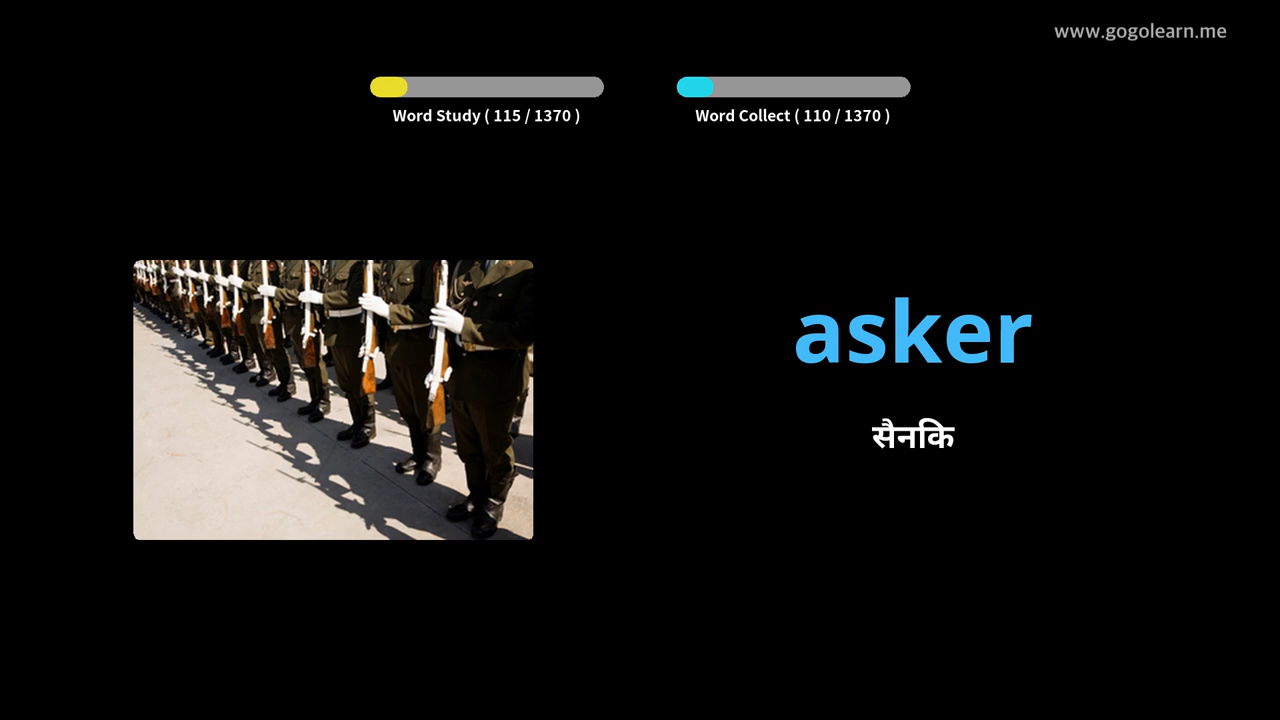 www.gogolearn.me
Word Study ( 115 / 1370 )
Word Collect ( 110 / 1370 )
asker
सैनकि